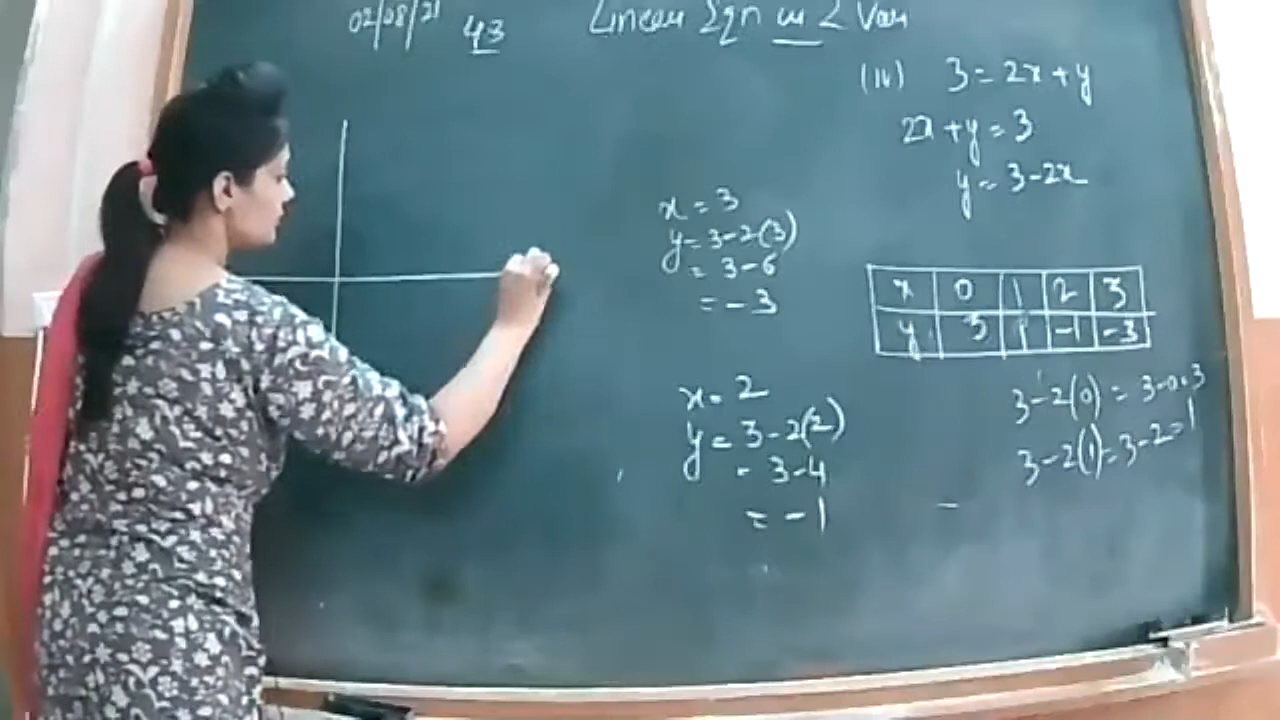 02/08/21 43
Linear Eqn in 2 Var
(iv) 3 = 2x + y
2x + y = 3
y = 3 - 2x
x = 3
y = 3 - 2(3)
= 3 - 6
= - 3
x 0 1 2 3
y 3 1 -1 -3
x = 2
y = 3 - 2(2)
= 3 - 4
= - 1
3 - 2(0) = 3 - 0 = 3
3 - 2(1) = 3 - 2 = 1